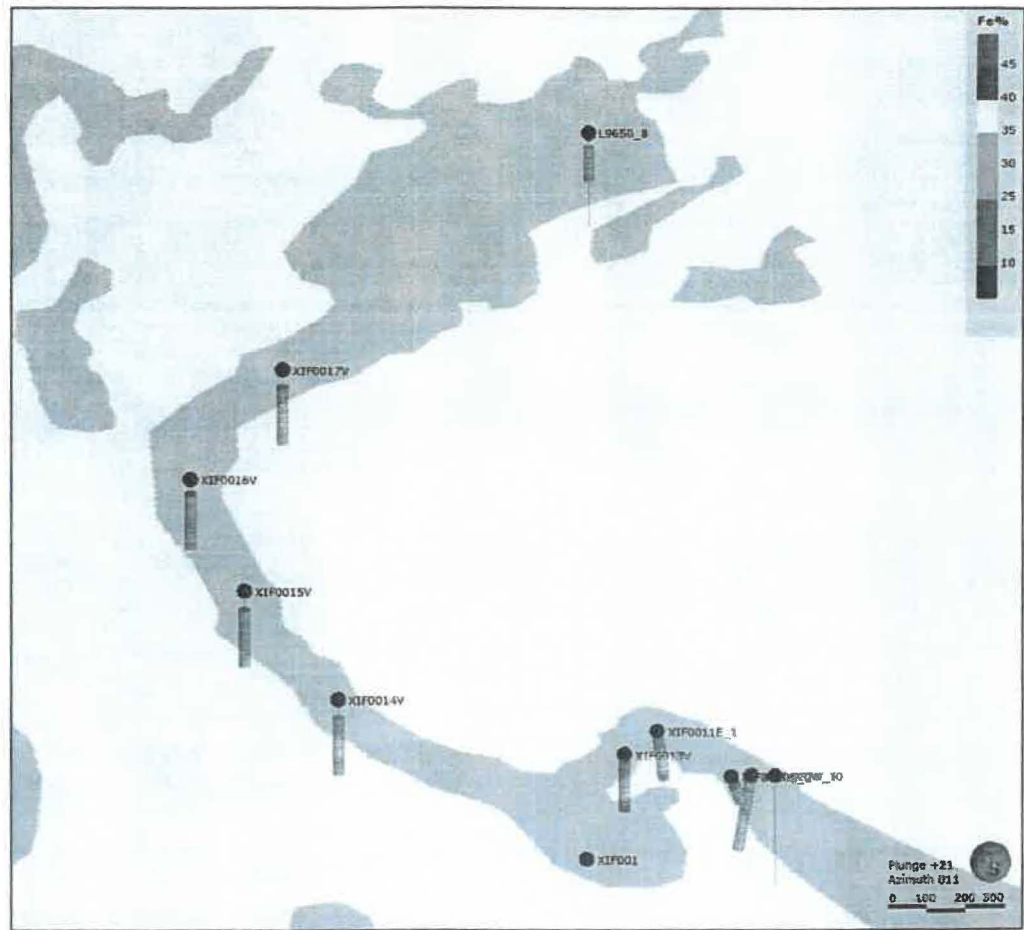 Fe%
45
40
35
30
25
15
10
L9650_8
XIF0017V
XIF0016V
XIF0015V
XIF0014V
XIF0011E_1
XIF0013V
XIF001
Plunge +21
Azimuth 011
0 100 200 300